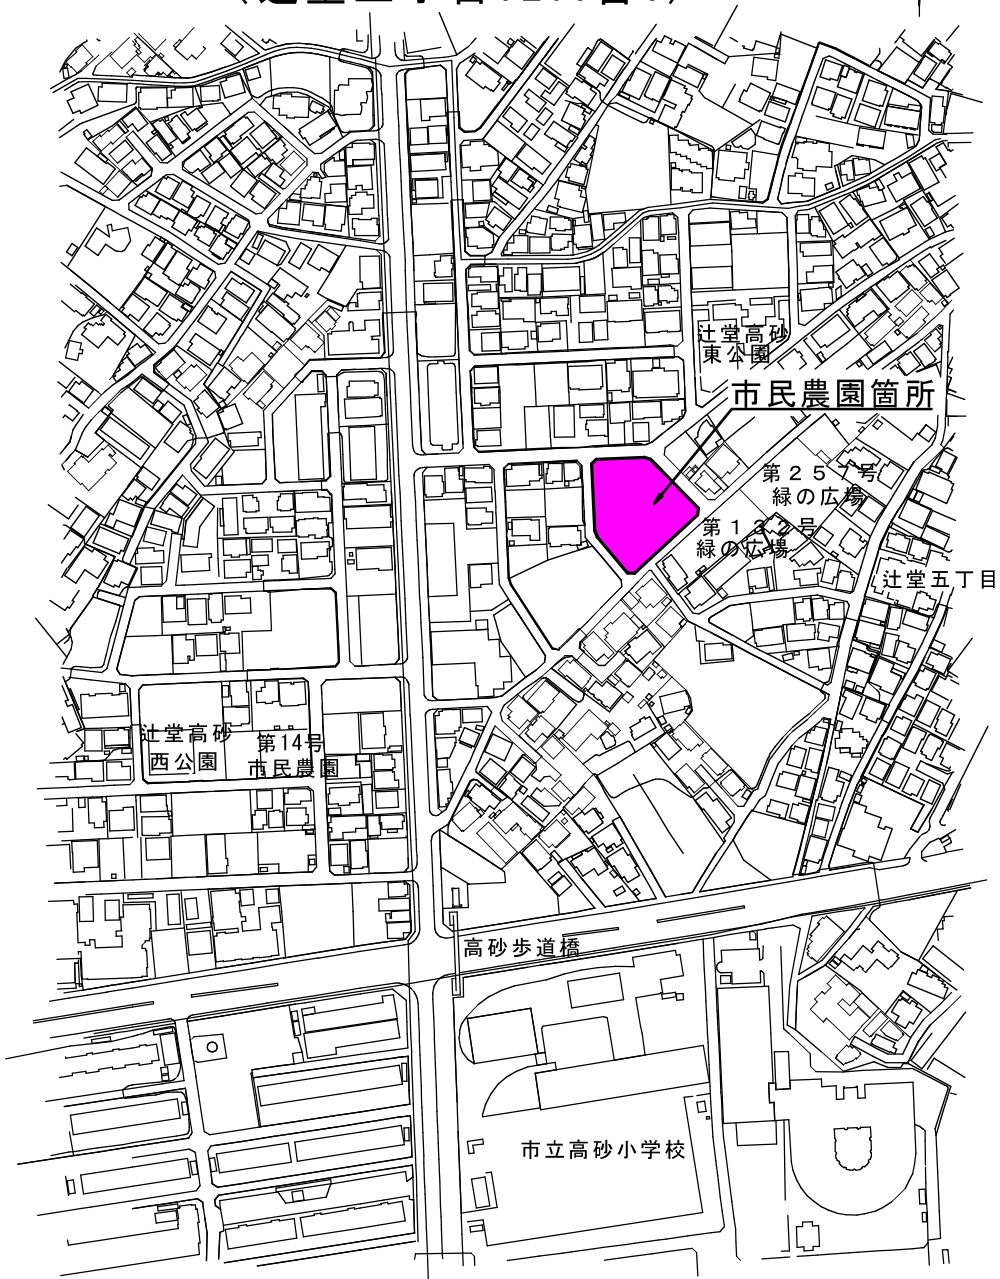 辻堂高砂
東公園
市民農園箇所
第２５７号
緑の広場
第１３２号
緑の広場
辻堂五丁目
辻堂高砂
西公園
第14号
市民農園
高砂歩道橋
市立高砂小学校